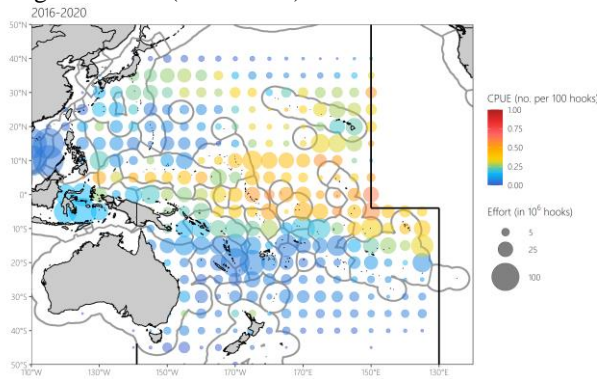 2016-2020
50°N
40°N
30°N
20°N
10°N
0°
10°S
20°S
30°S
40°S
50°S
110°E 130°E 150°E 170°E 170°E 150°E 130°E
CPUE (no. per 100 hooks)
1.00
0.75
0.50
0.25
0.00
Effort (in 10⁶ hooks)
5
25
100